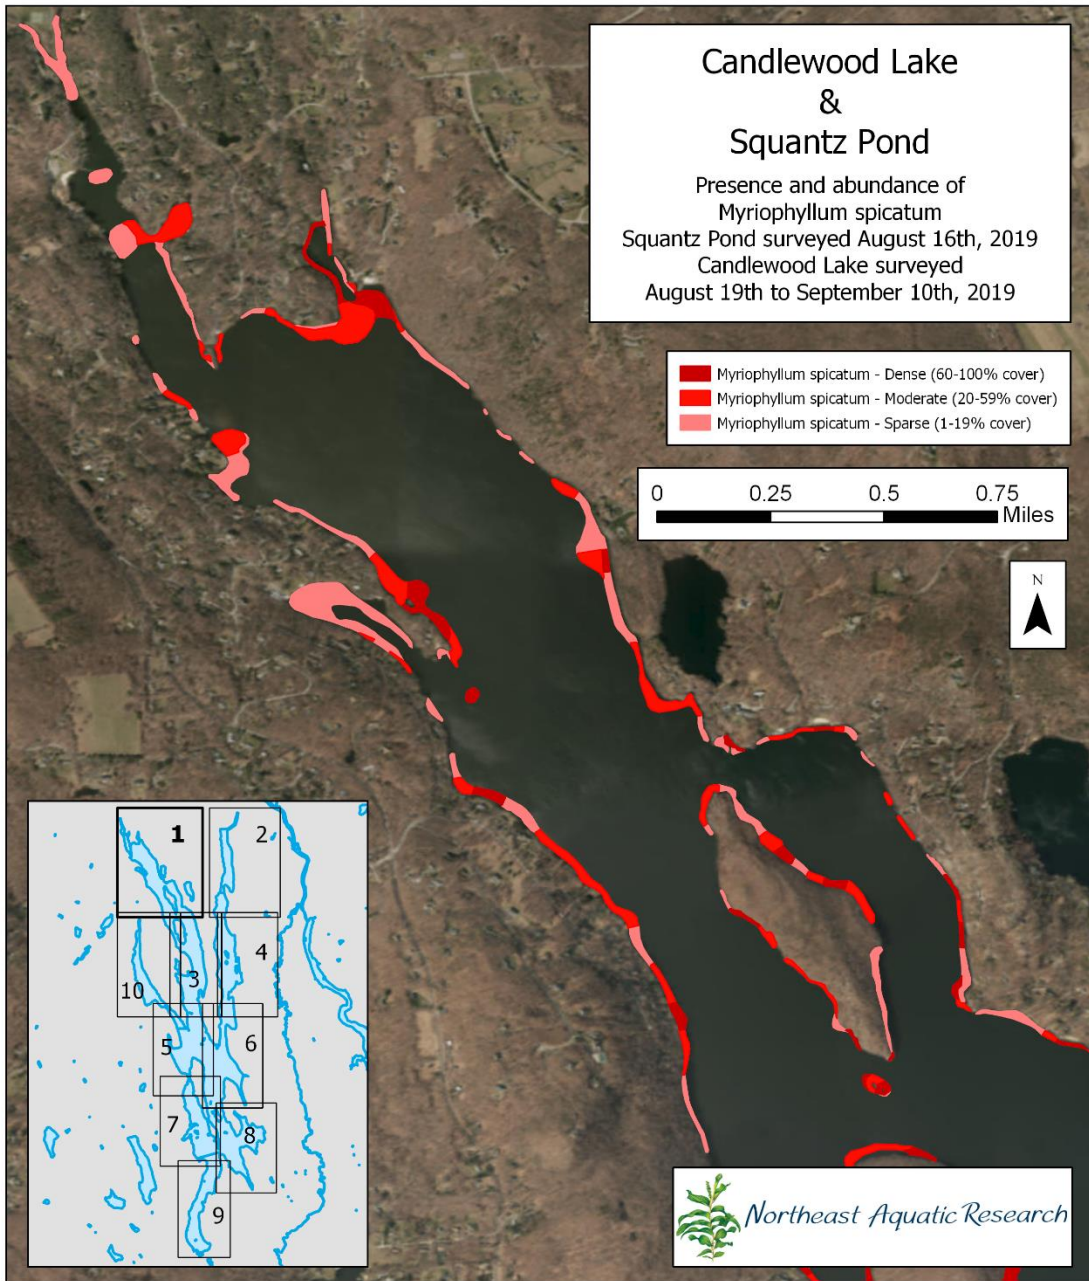 Candlewood Lake
&
Squantz Pond
Presence and abundance of
Myriophyllum spicatum
Squantz Pond surveyed August 16th, 2019
Candlewood Lake surveyed
August 19th to September 10th, 2019
Myriophyllum spicatum - Dense (60-100% cover)
Myriophyllum spicatum - Moderate (20-59% cover)
Myriophyllum spicatum - Sparse (1-19% cover)
0 0.25 0.5 0.75
Miles
N
1 2
3 4
10
5 6
7 8
9
Northeast Aquatic Research